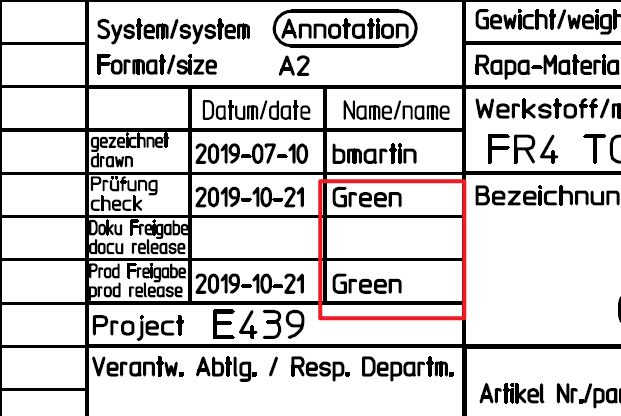 System/system Annotation
Format/size A2
Datum/date Name/name
gezeichnet
drawn 2019-07-10 bmartin
Prüfung
check 2019-10-21 Green
Doku Freigabe
docu release
Prod Freigabe
prod release 2019-10-21 Green
Project E439
Verantw. Abtlg. / Resp. Departm.
Gewicht/weigh
Rapa-Materia
Werkstoff/m
FR4
Bezeichnun
Artikel Nr./par